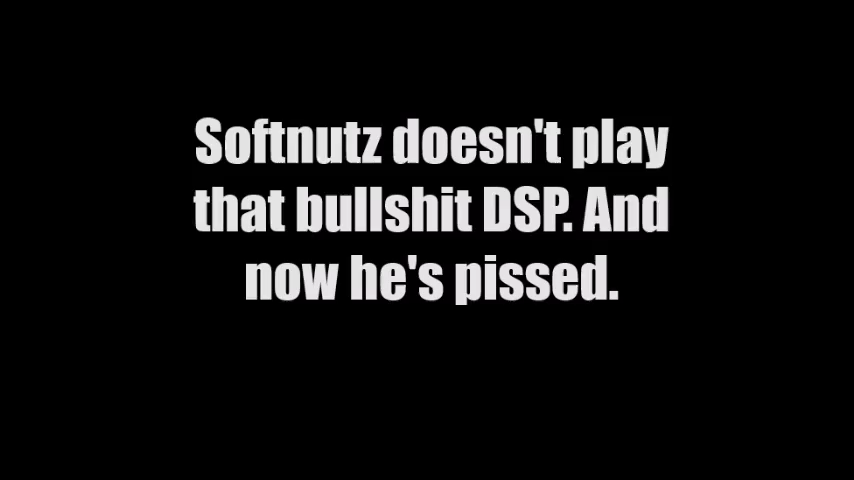 Softnutz doesn't play
that bullshit DSP. And
now he's pissed.